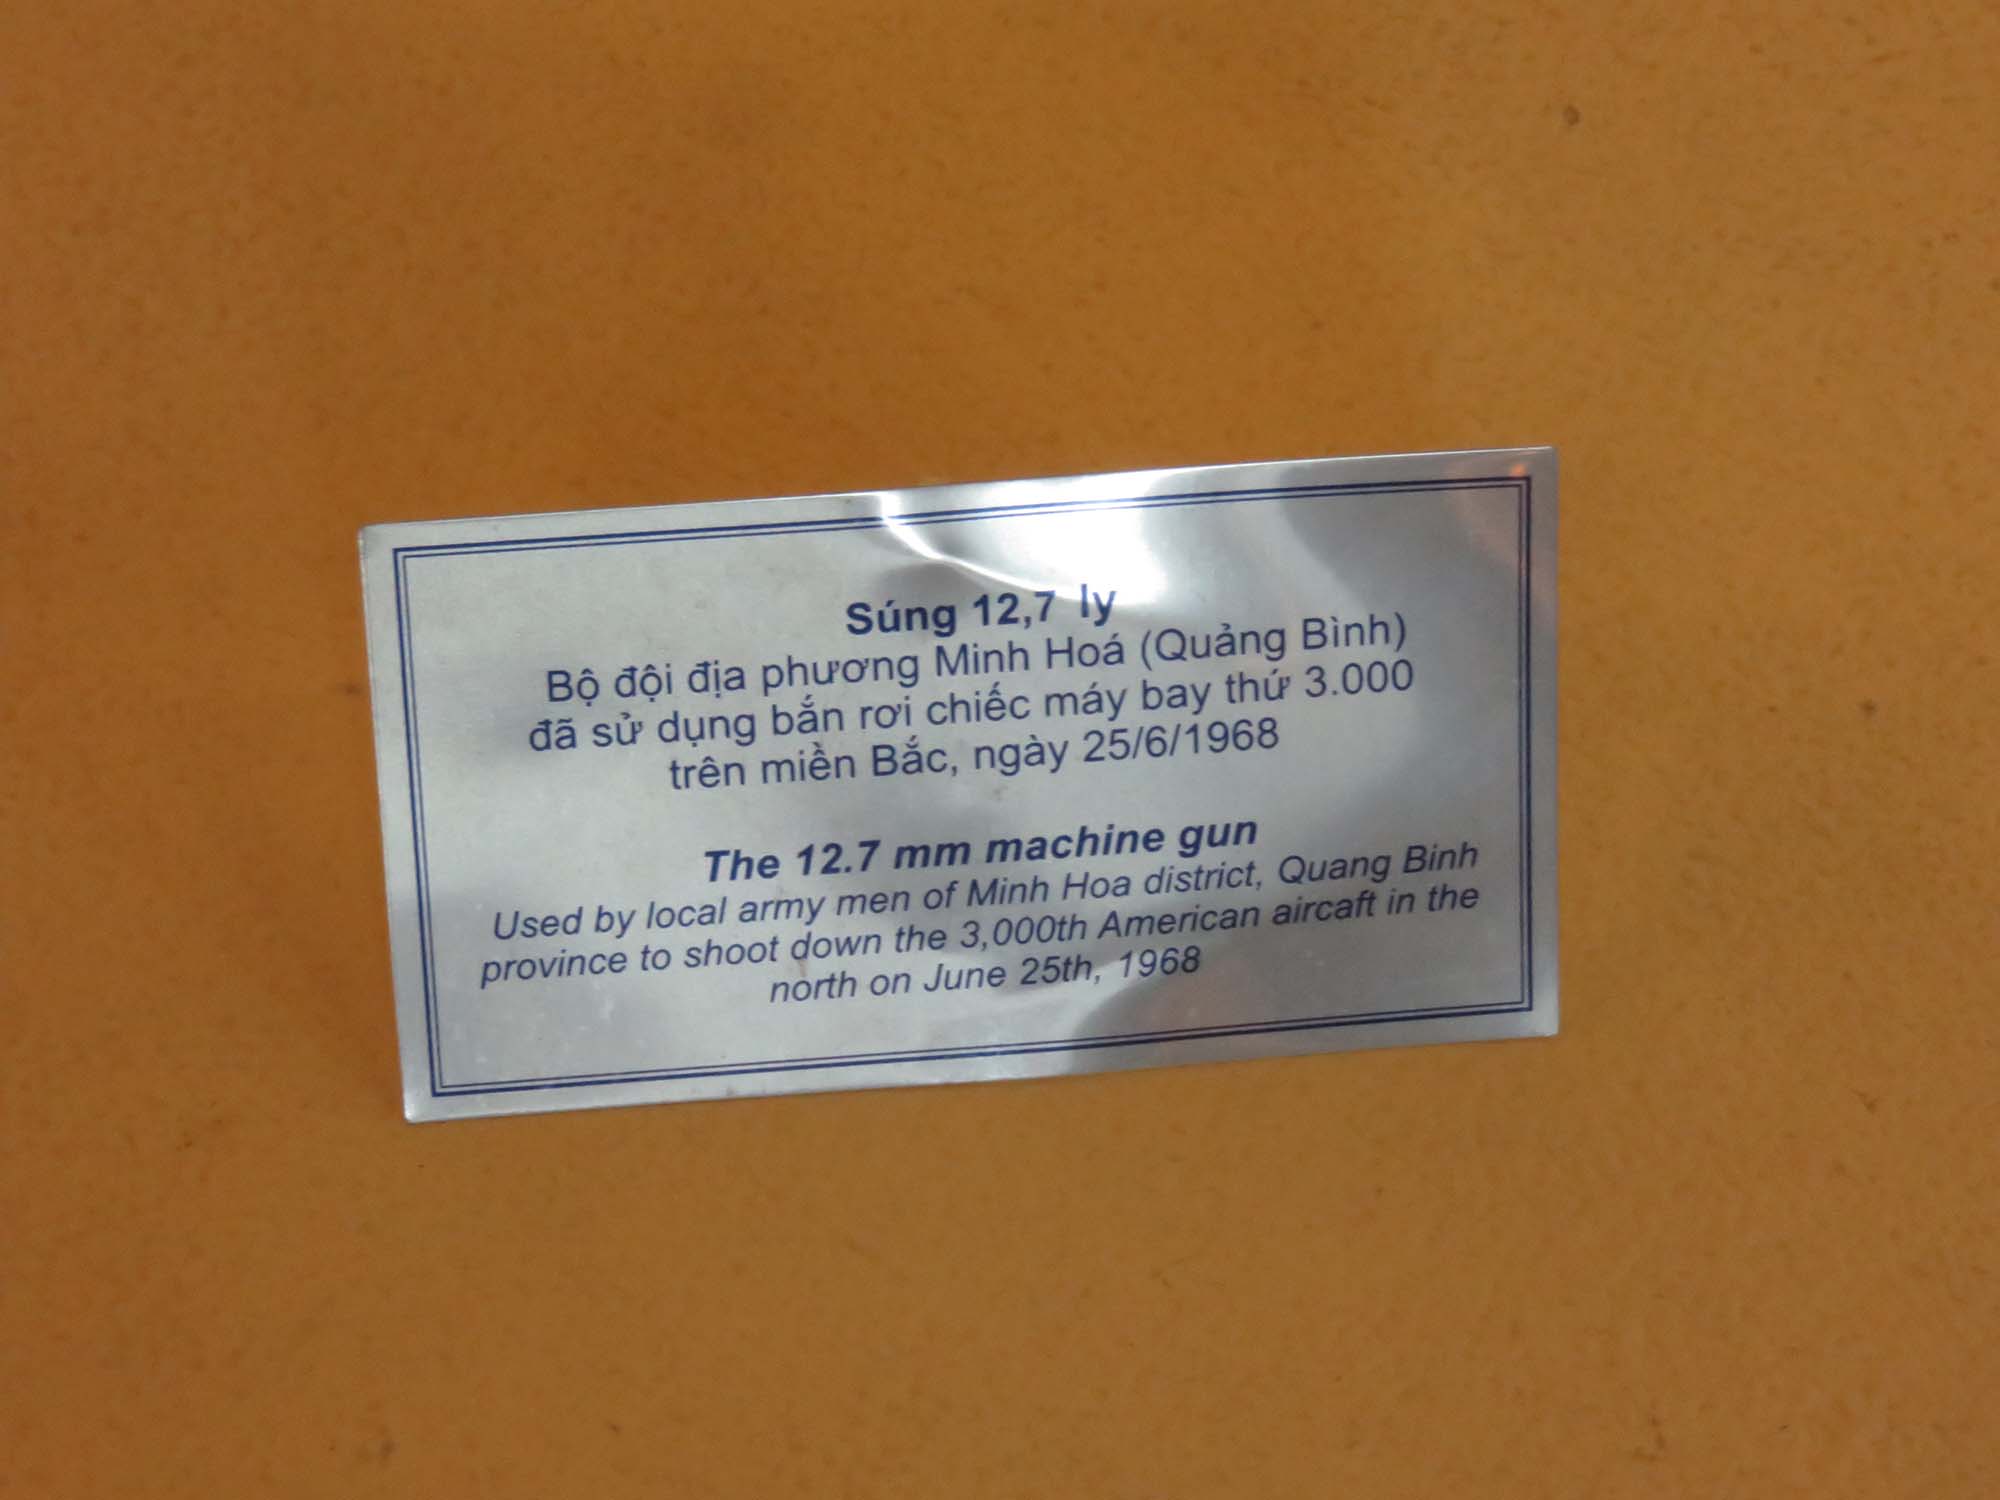 Súng 12,7 ly
Bộ đội địa phương Minh Hoá (Quảng Bình)
đã sử dụng bắn rơi chiếc máy bay thứ 3.000
trên miền Bắc, ngày 25/6/1968
The 12.7 mm machine gun
Used by local army men of Minh Hoa district, Quang Binh
province to shoot down the 3,000th American aircaft in the
north on June 25th, 1968